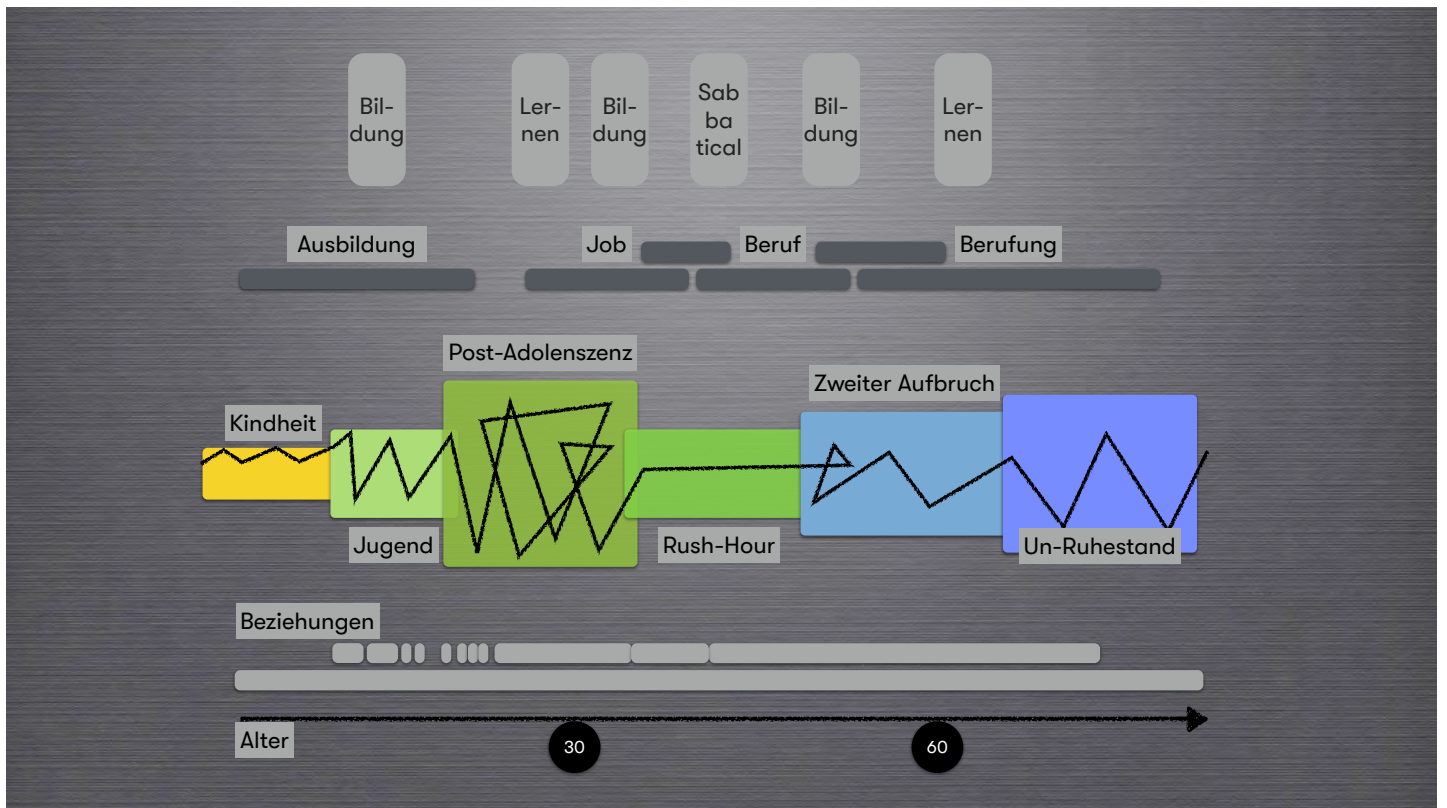 Bil-
dung
Ler-
nen
Bil-
dung
Sab
ba
tical
Bil-
dung
Ler-
nen
Ausbildung
Job
Beruf
Berufung
Post-Adolenszenz
Zweiter Aufbruch
Kindheit
Jugend
Rush-Hour
Un-Ruhestand
Beziehungen
Alter
30
60